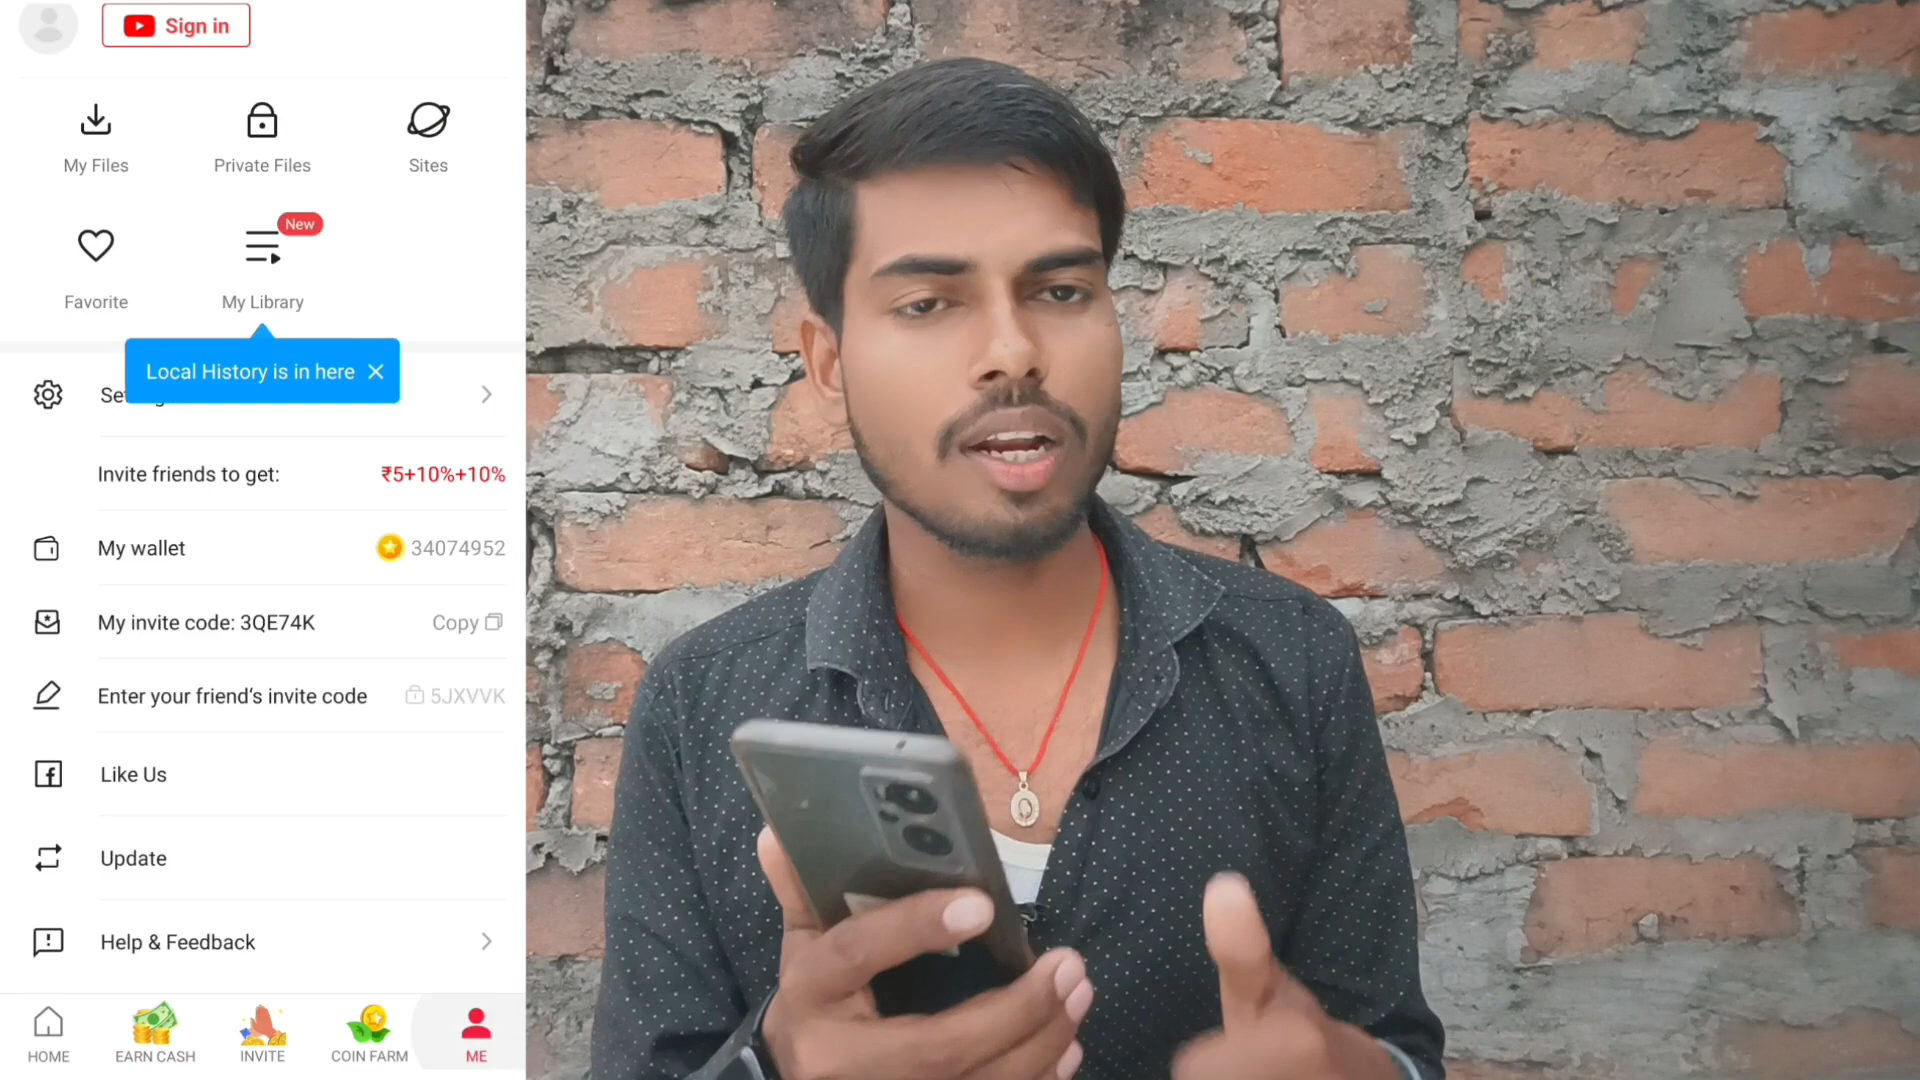 Sign in
My Files
Private Files
Sites
New
Favorite
My Library
Local History is in here
Invite friends to get:
₹5+10%+10%
My wallet
34074952
My invite code: 3QE74K
Copy
Enter your friend's invite code
5JXVVK
Like Us
Update
Help & Feedback
HOME
EARN CASH
INVITE
COIN FARM
ME